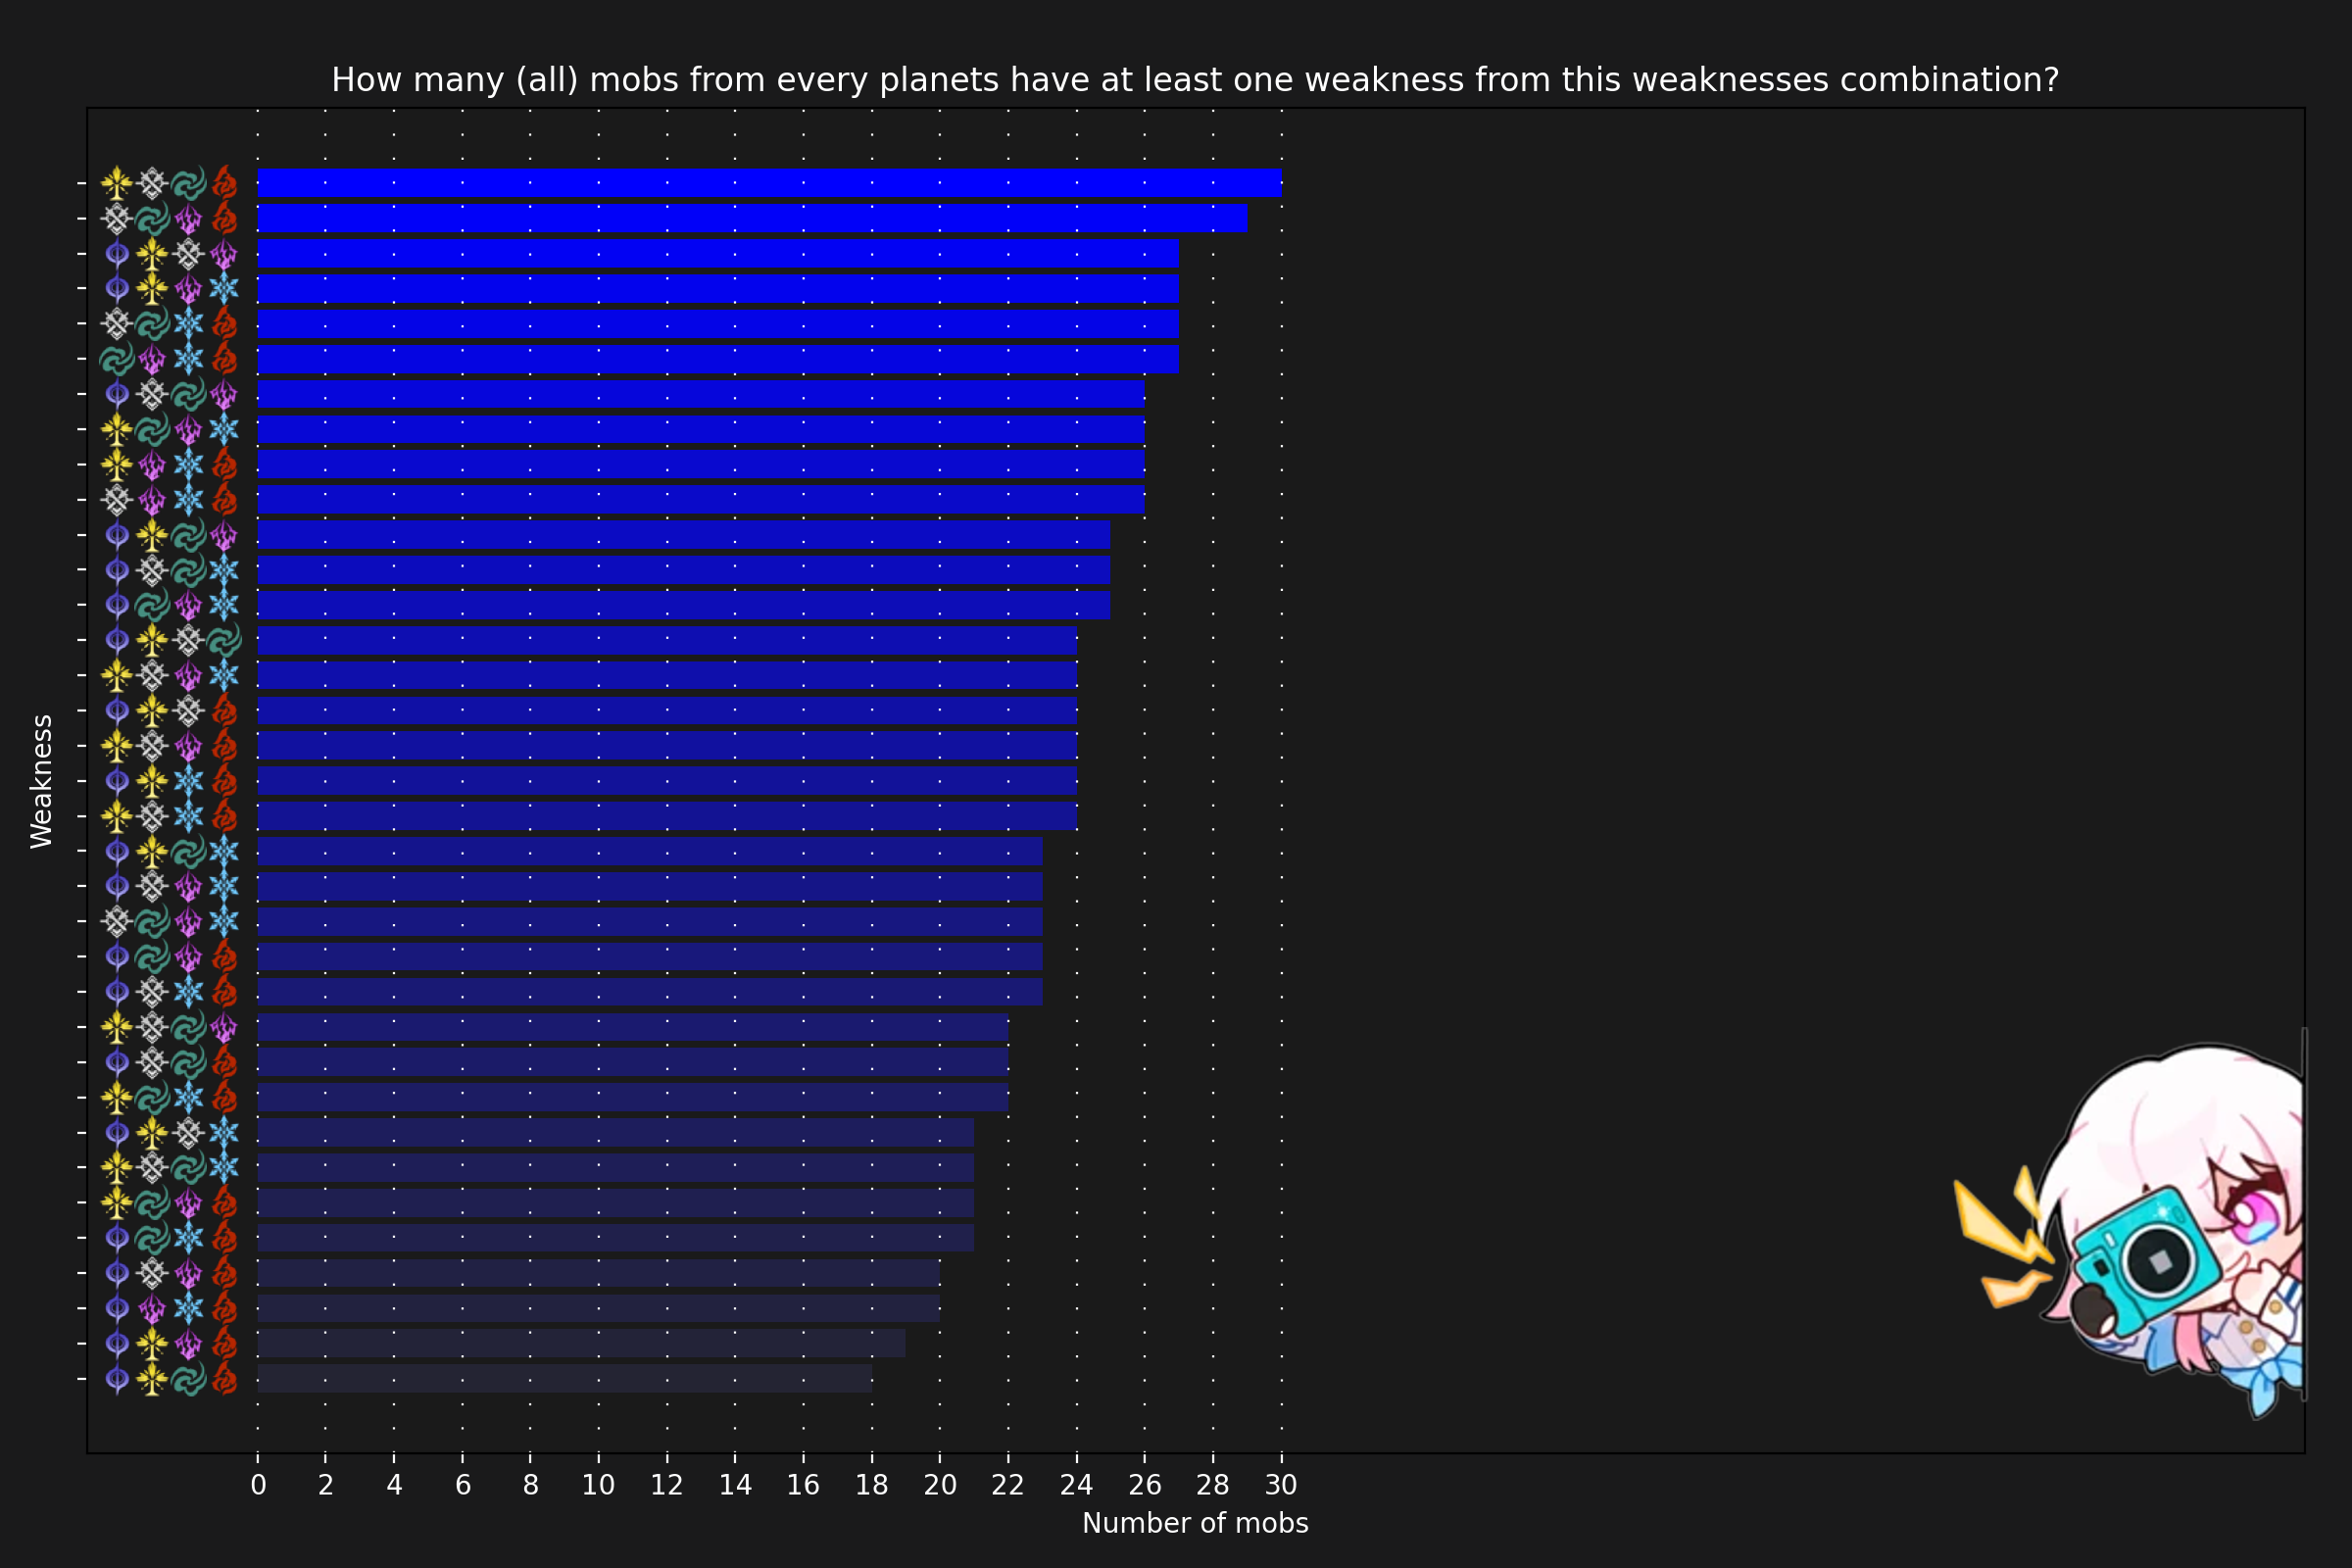 How many (all) mobs from every planets have at least one weakness from this weaknesses combination?
Weakness
0 2 4 6 8 10 12 14 16 18 20 22 24 26 28 30
Number of mobs